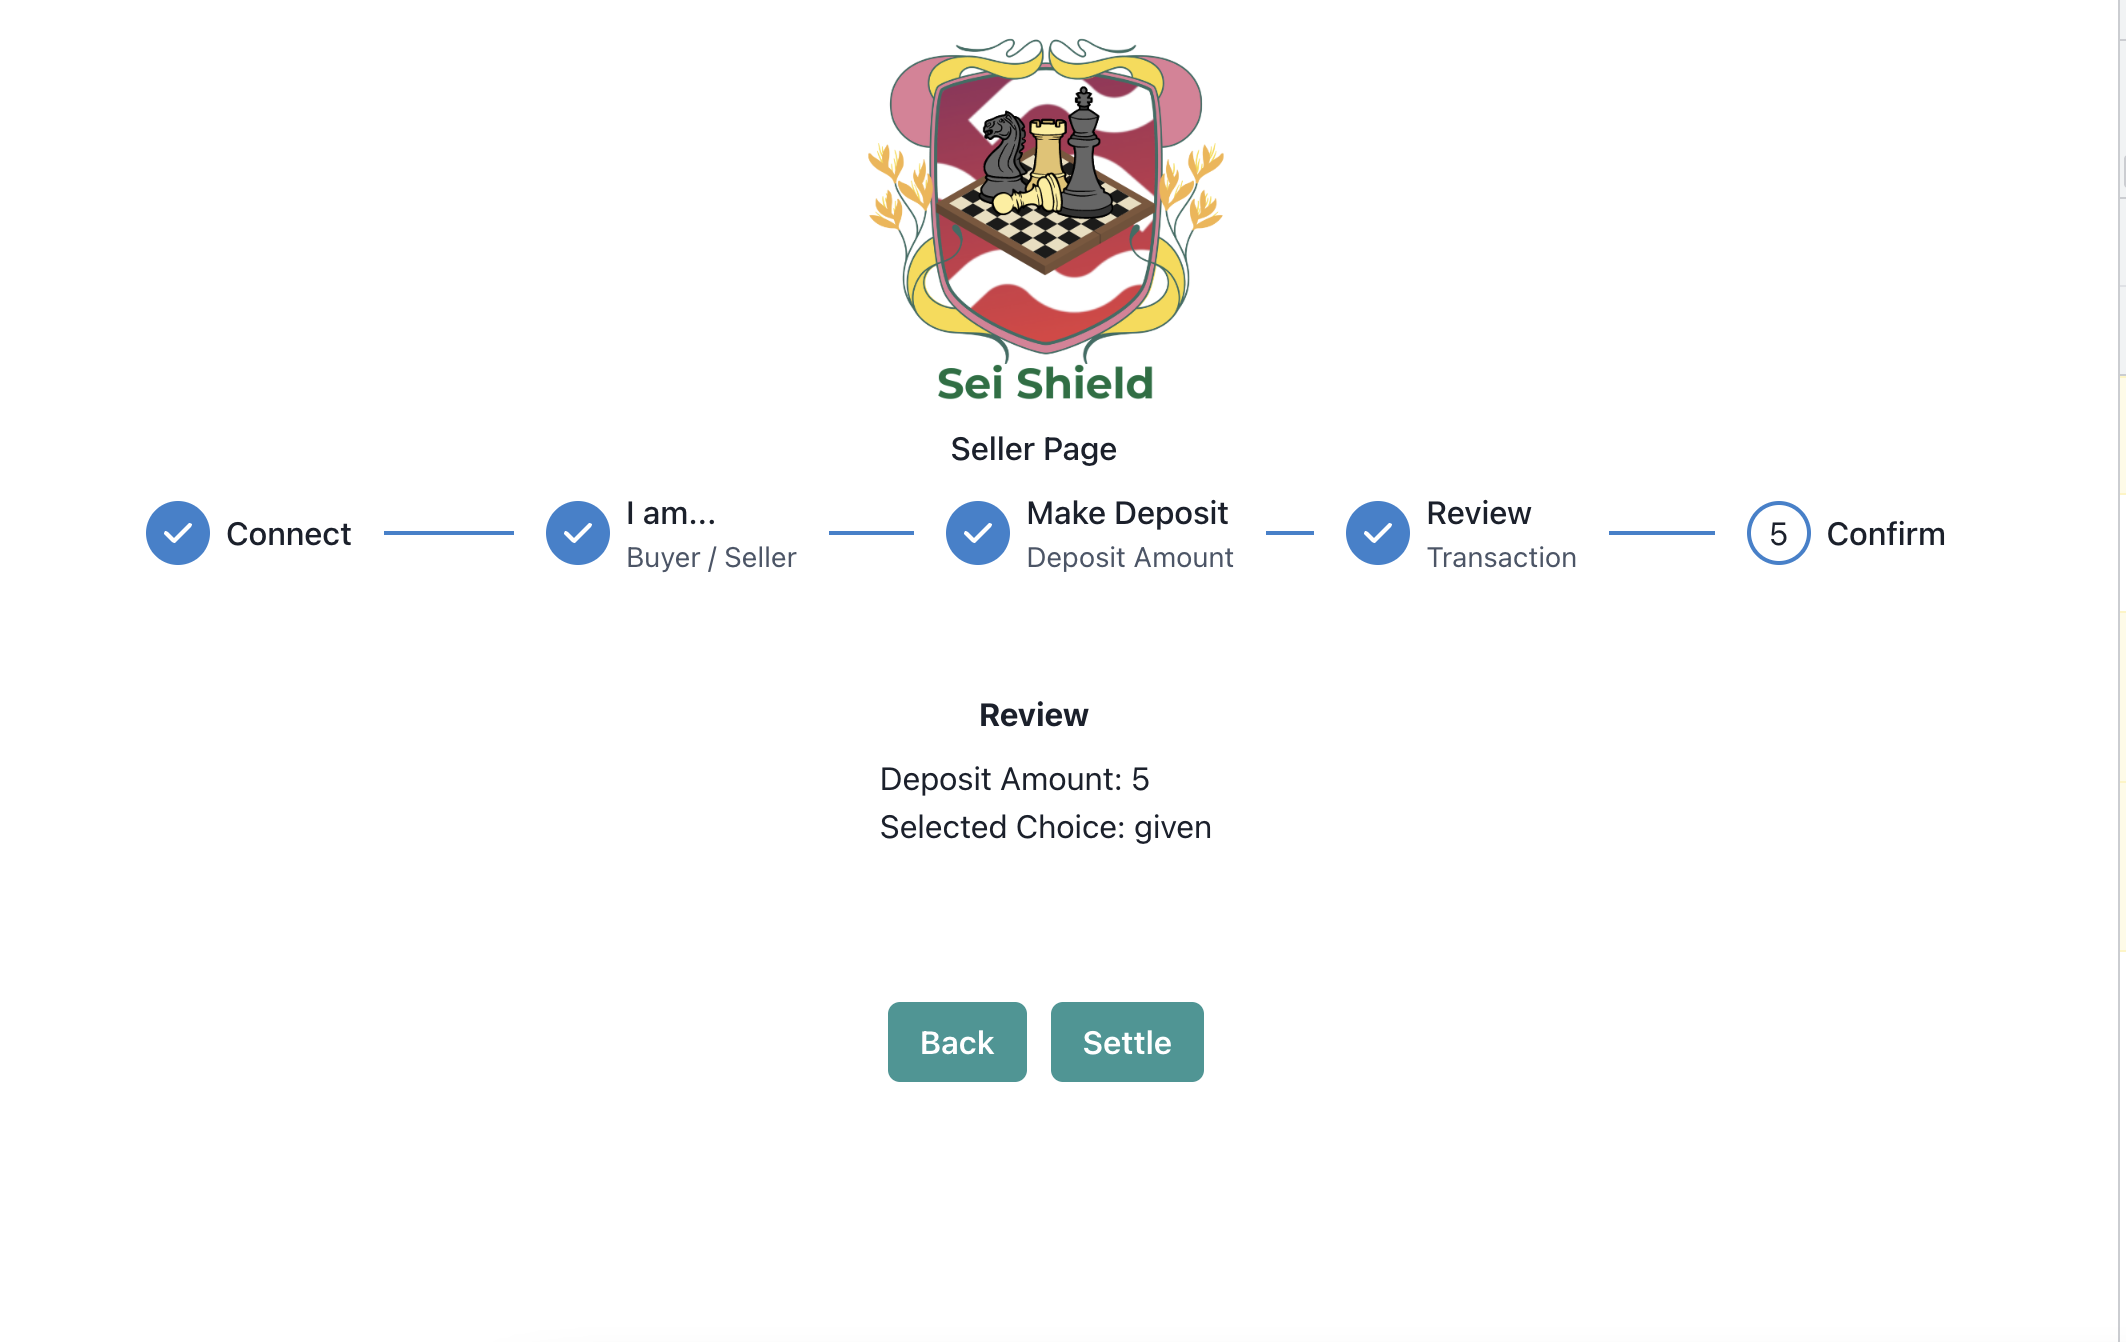 Sei Shield
Seller Page
Connect
I am...
Buyer / Seller
Make Deposit
Deposit Amount
Review
Transaction
5
Confirm
Review
Deposit Amount: 5
Selected Choice: given
Back
Settle